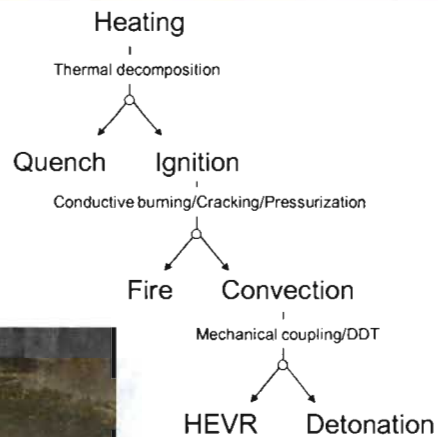 Heating
Thermal decomposition
Quench Ignition
Conductive burning/Cracking/Pressurization
Fire Convection
Mechanical coupling/DDT
HEVR Detonation